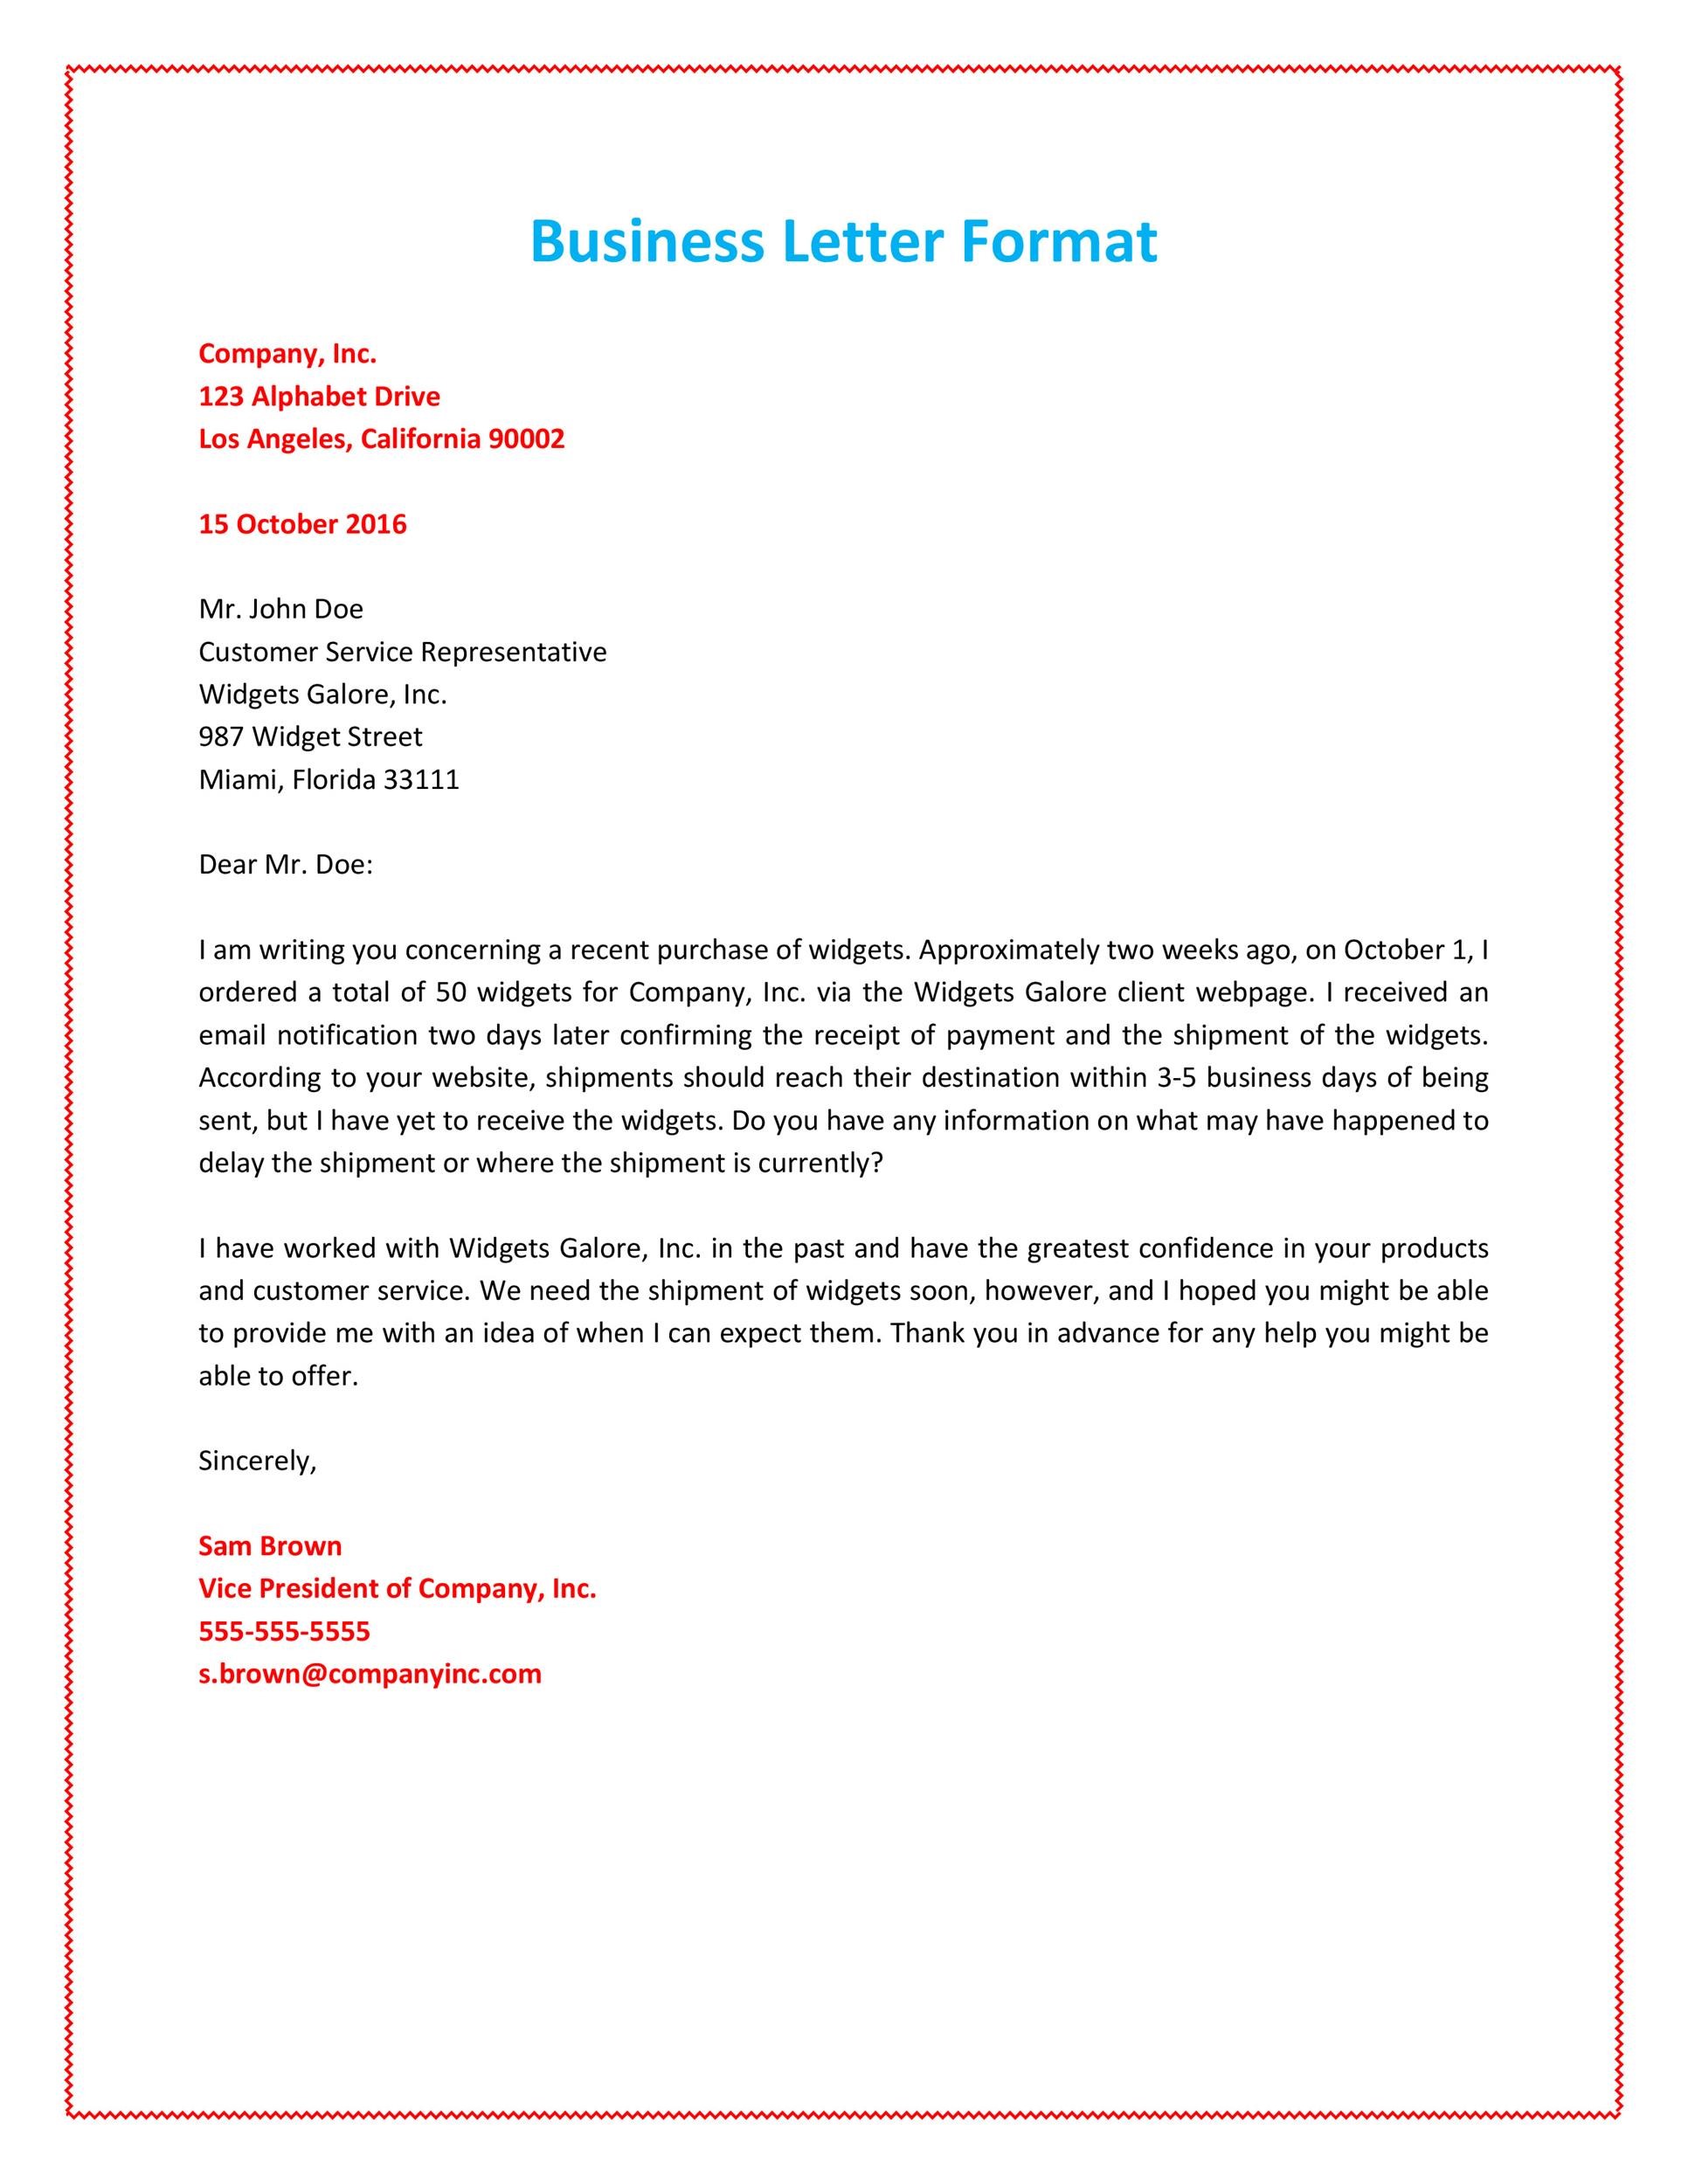 Business Letter Format
Company, Inc.
123 Alphabet Drive
Los Angeles, California 90002
15 October 2016
Mr. John Doe
Customer Service Representative
Widgets Galore, Inc.
987 Widget Street
Miami, Florida 33111
Dear Mr. Doe:
I am writing you concerning a recent purchase of widgets. Approximately two weeks ago, on October 1, I
ordered a total of 50 widgets for Company, Inc. via the Widgets Galore client webpage. I received an
email notification two days later confirming the receipt of payment and the shipment of the widgets.
According to your website, shipments should reach their destination within 3-5 business days of being
sent, but I have yet to receive the widgets. Do you have any information on what may have happened to
delay the shipment or where the shipment is currently?
I have worked with Widgets Galore, Inc. in the past and have the greatest confidence in your products
and customer service. We need the shipment of widgets soon, however, and I hoped you might be able
to provide me with an idea of when I can expect them. Thank you in advance for any help you might be
able to offer.
Sincerely,
Sam Brown
Vice President of Company, Inc.
555-555-5555
s.brown@companyinc.com